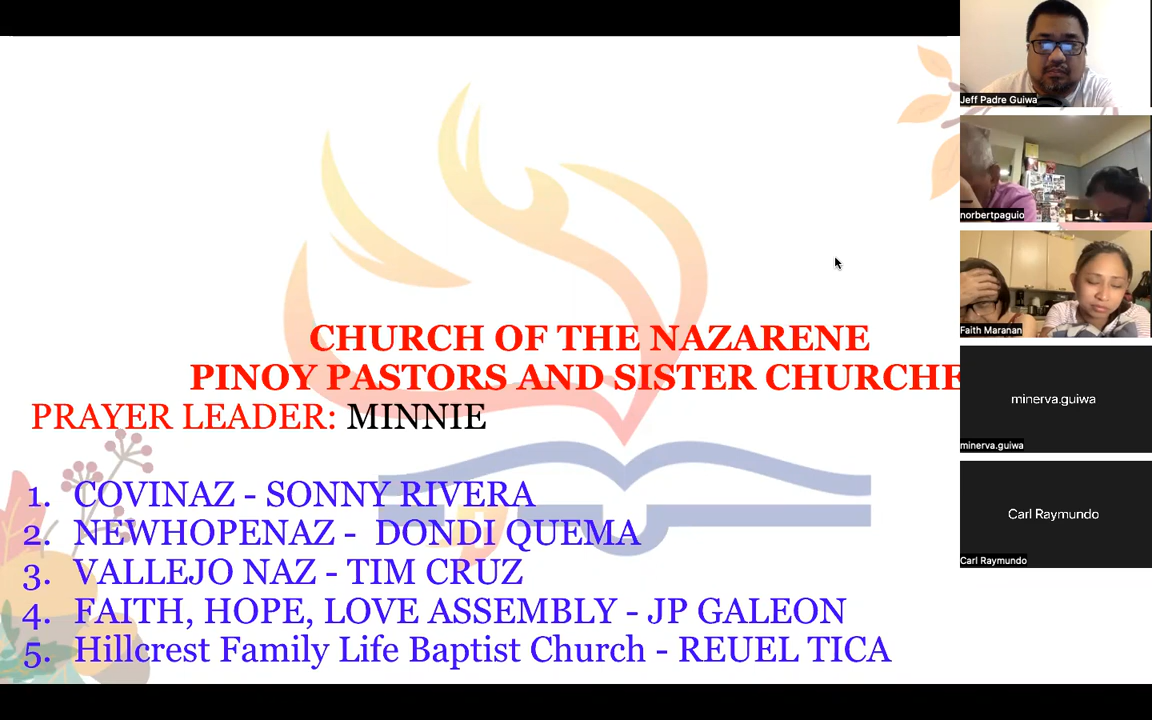 CHURCH OF THE NAZARENE
PINOY PASTORS AND SISTER CHURCHE
PRAYER LEADER: MINNIE
1. COVINAZ - SONNY RIVERA
2. NEWHOPENAZ - DONDI QUEMA
3. VALLEJO NAZ - TIM CRUZ
4. FAITH, HOPE, LOVE ASSEMBLY - JP GALEON
5. Hillcrest Family Life Baptist Church - REUEL TICA
Jeff Padre Guiwa
norbertpaguio
Faith Maranan
minerva.guiwa
minerva.guiwa
Carl Raymundo
Carl Raymundo